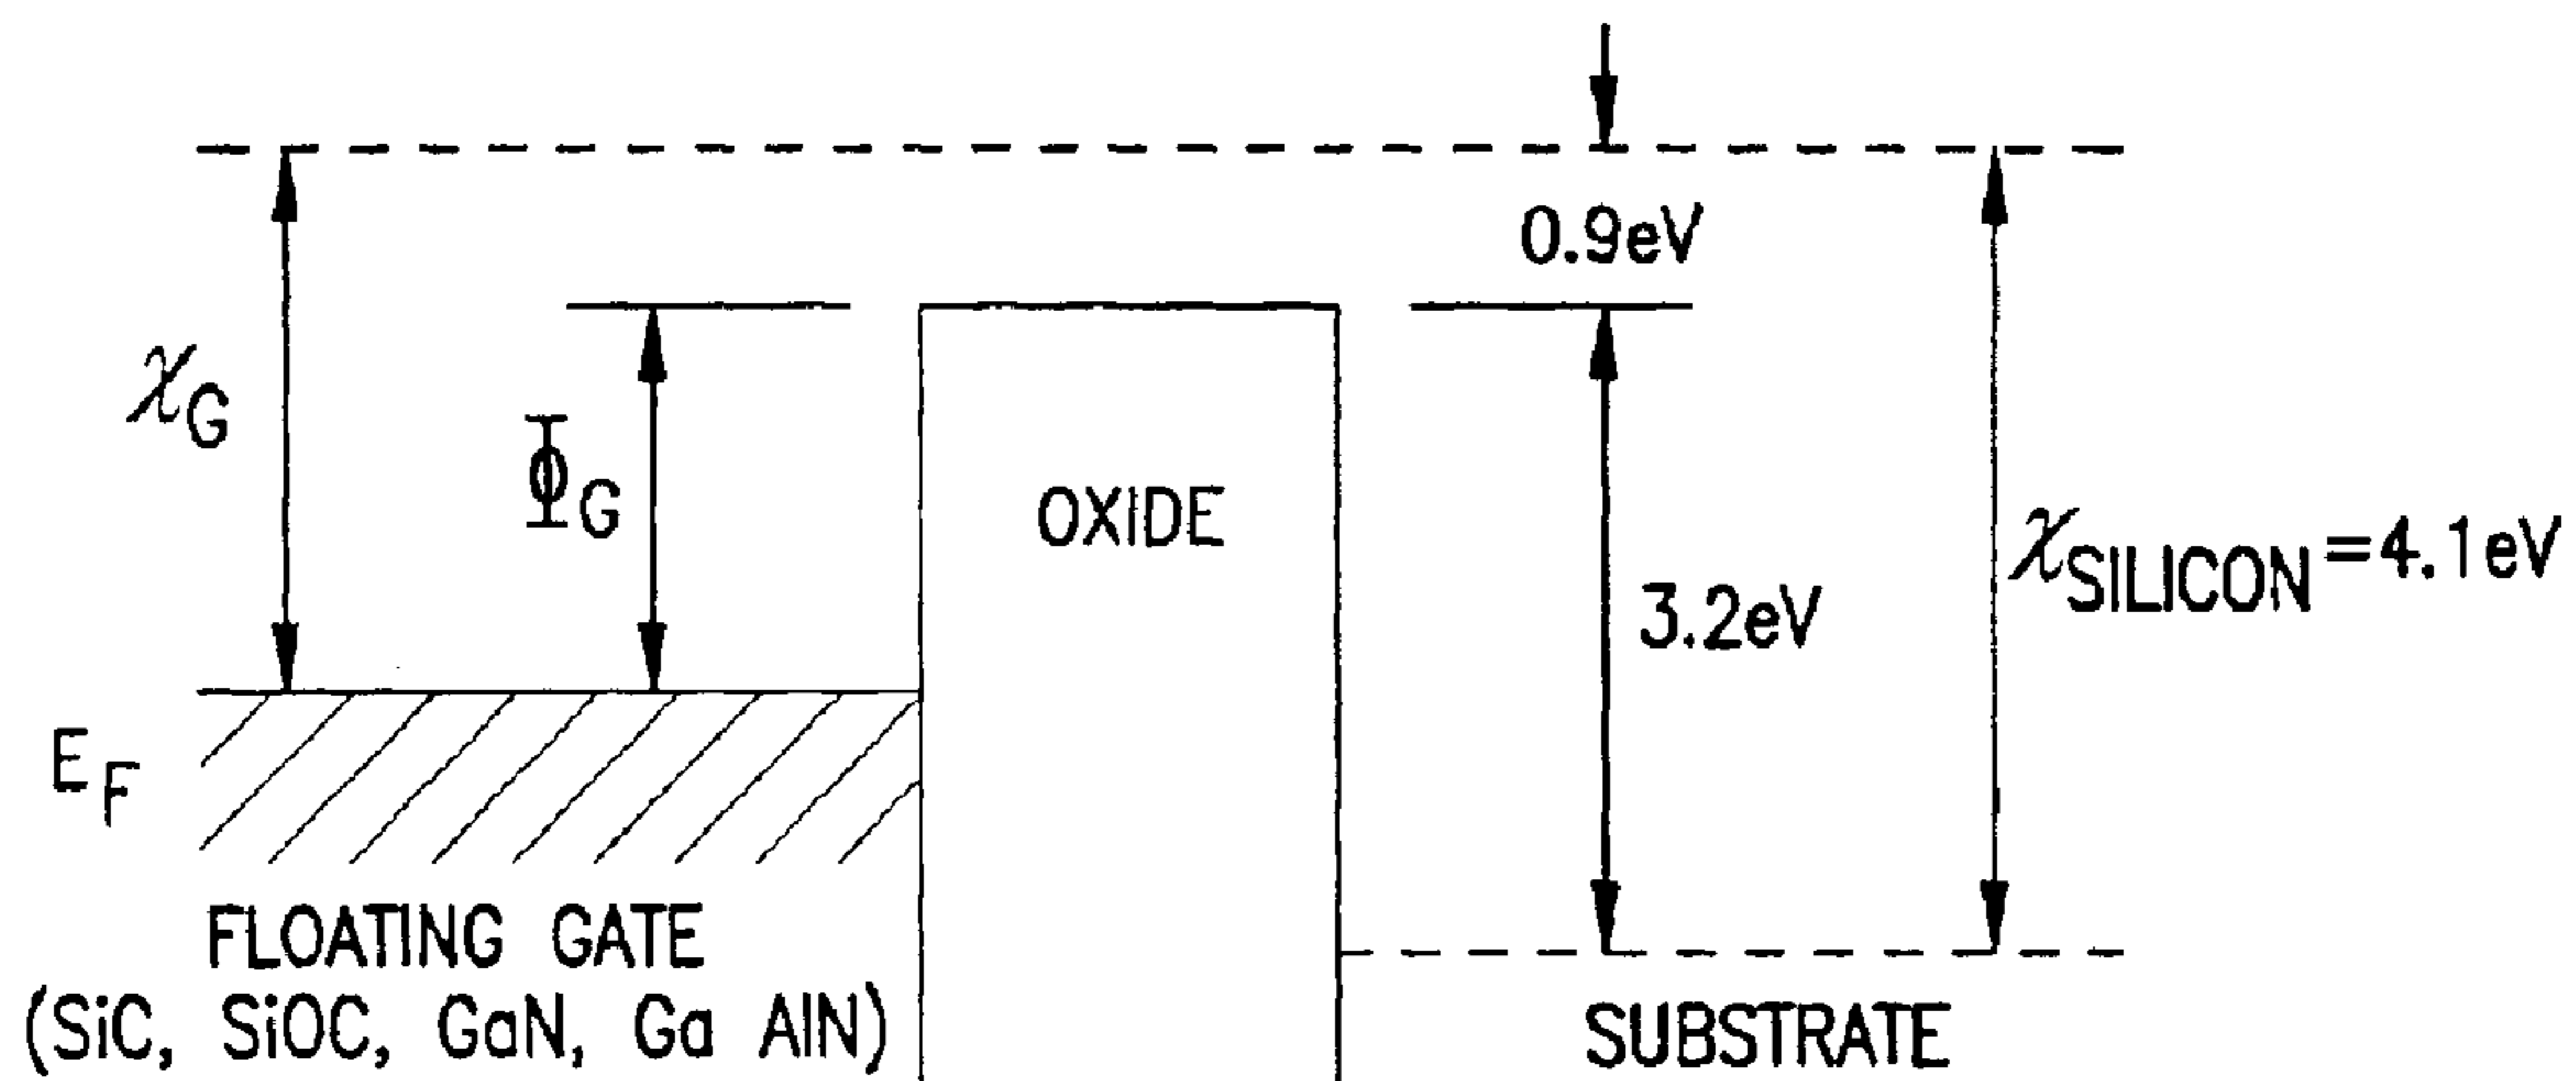 0.9eV
χG
ΦG
OXIDE
3.2eV
χSILICON=4.1eV
EF
FLOATING GATE
(SiC, SiOC, GaN, Ga AlN)
SUBSTRATE